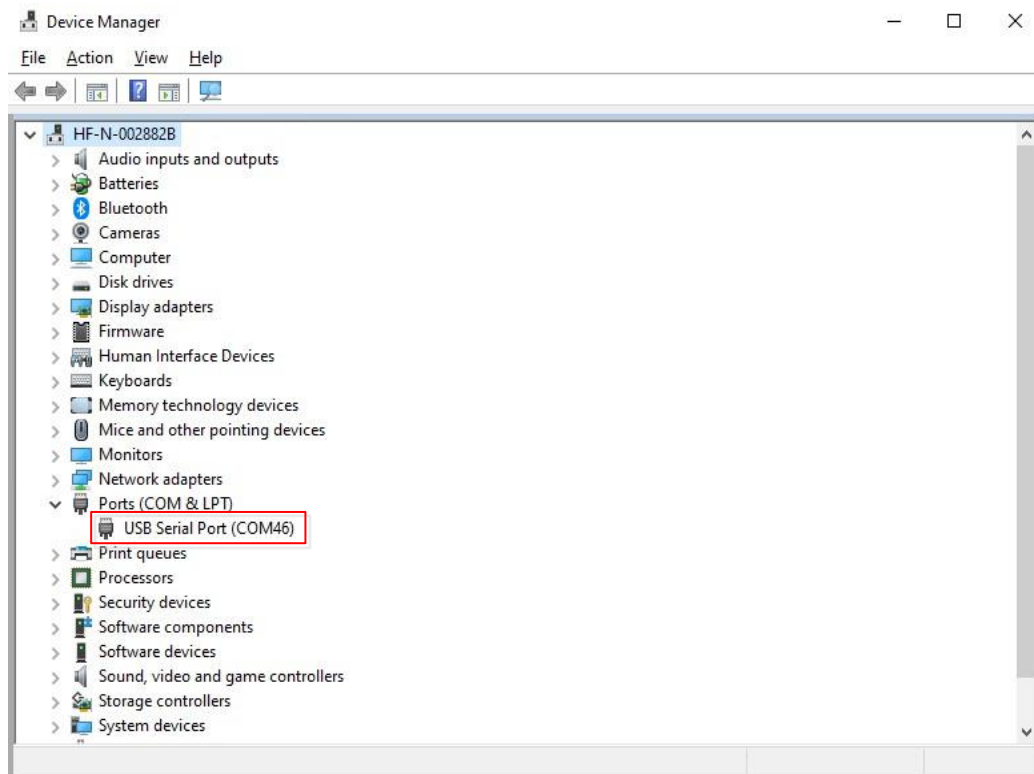 Device Manager
File Action View Help
HF-N-002882B
Audio inputs and outputs
Batteries
Bluetooth
Cameras
Computer
Disk drives
Display adapters
Firmware
Human Interface Devices
Keyboards
Memory technology devices
Mice and other pointing devices
Monitors
Network adapters
Ports (COM & LPT)
USB Serial Port (COM46)
Print queues
Processors
Security devices
Software components
Software devices
Sound, video and game controllers
Storage controllers
System devices